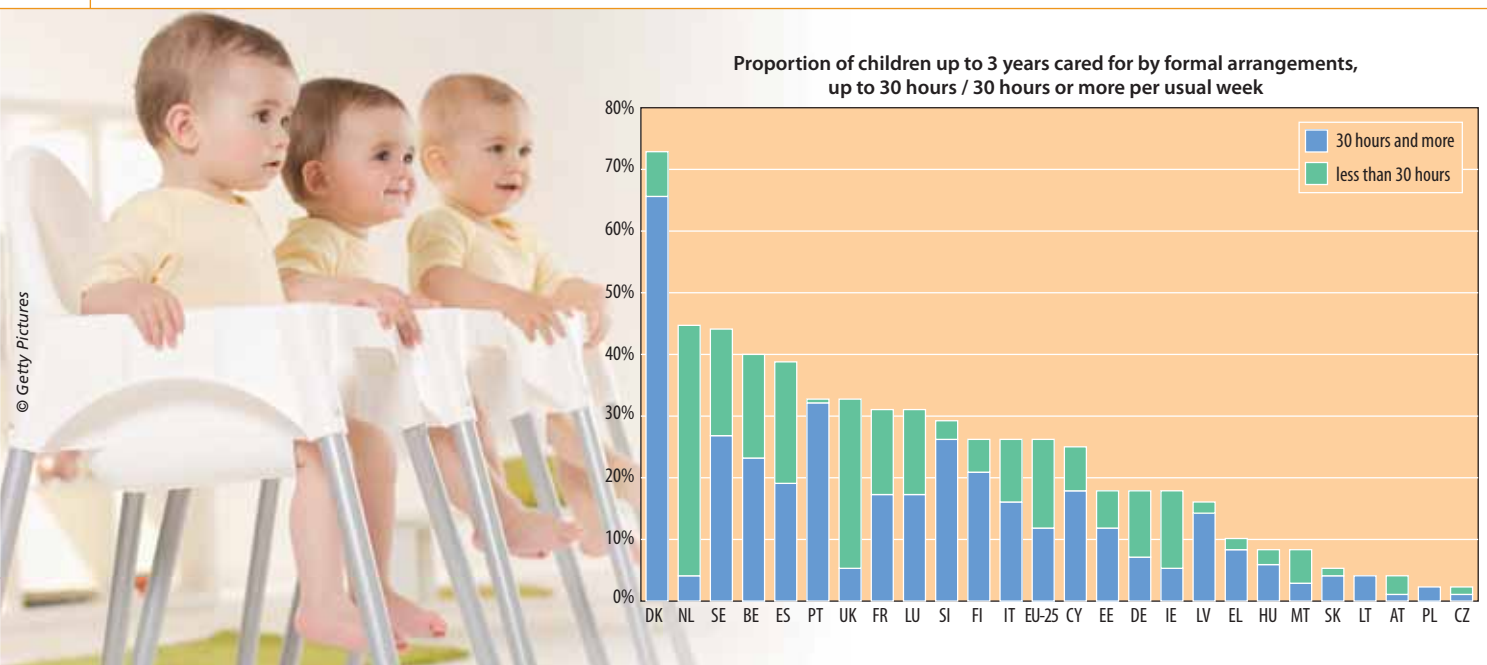 © Getty Pictures
Proportion of children up to 3 years cared for by formal arrangements,
up to 30 hours / 30 hours or more per usual week
80%
70%
60%
50%
40%
30%
20%
10%
0%
30 hours and more
less than 30 hours
DK NL SE BE ES PT UK FR LU SI FI IT EU-25 CY EE DE IE LV EL HU MT SK LT AT PL CZ